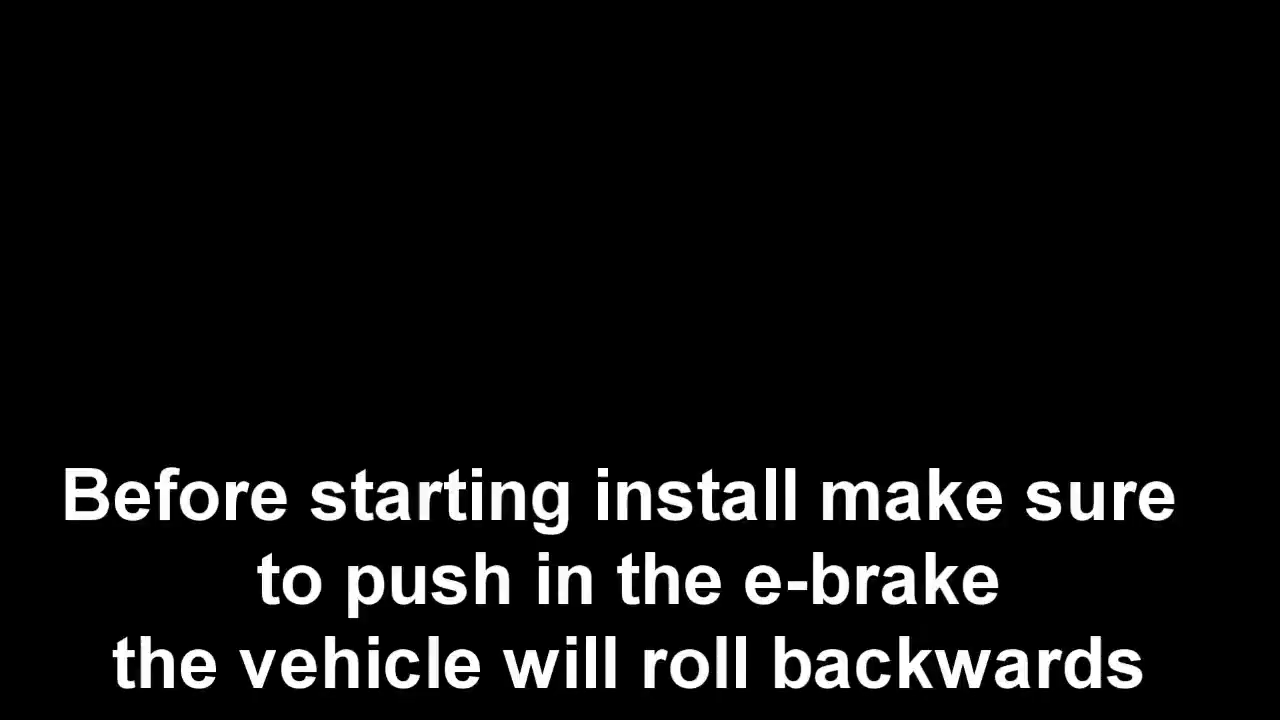 Before starting install make sure
to push in the e-brake
the vehicle will roll backwards